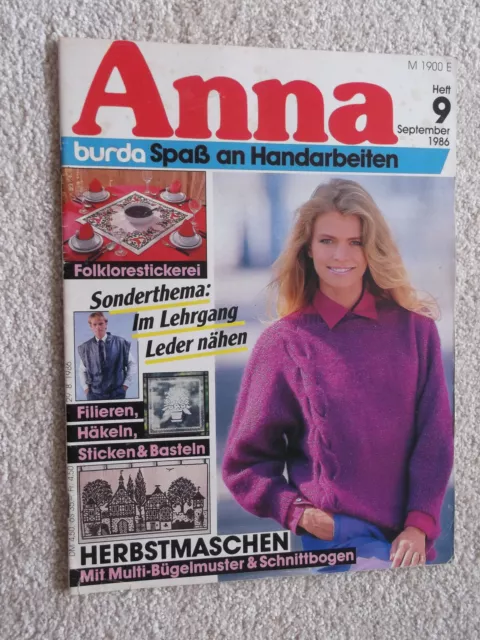 M 1900 E
Anna
Heft
9
September
1986
burda Spaß an Handarbeiten
Folklorestickerei
Sonderthema:
Im Lehrgang
Leder nähen
Filieren,
Häkeln,
Sticken & Basteln
HERBSTMASCHEN
Mit Multi-Bügelmuster & Schnittbogen